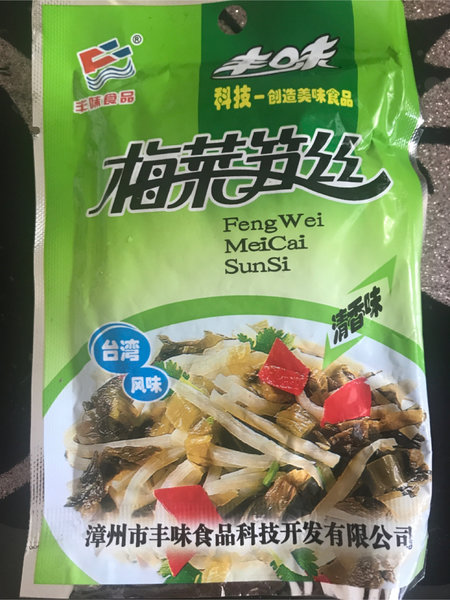 ®
丰味食品
丰味
科技-创造美味食品
梅菜笋丝
FengWei
MeiCai
SunSi
清香味
台湾
风味
漳州市丰味食品科技开发有限公司